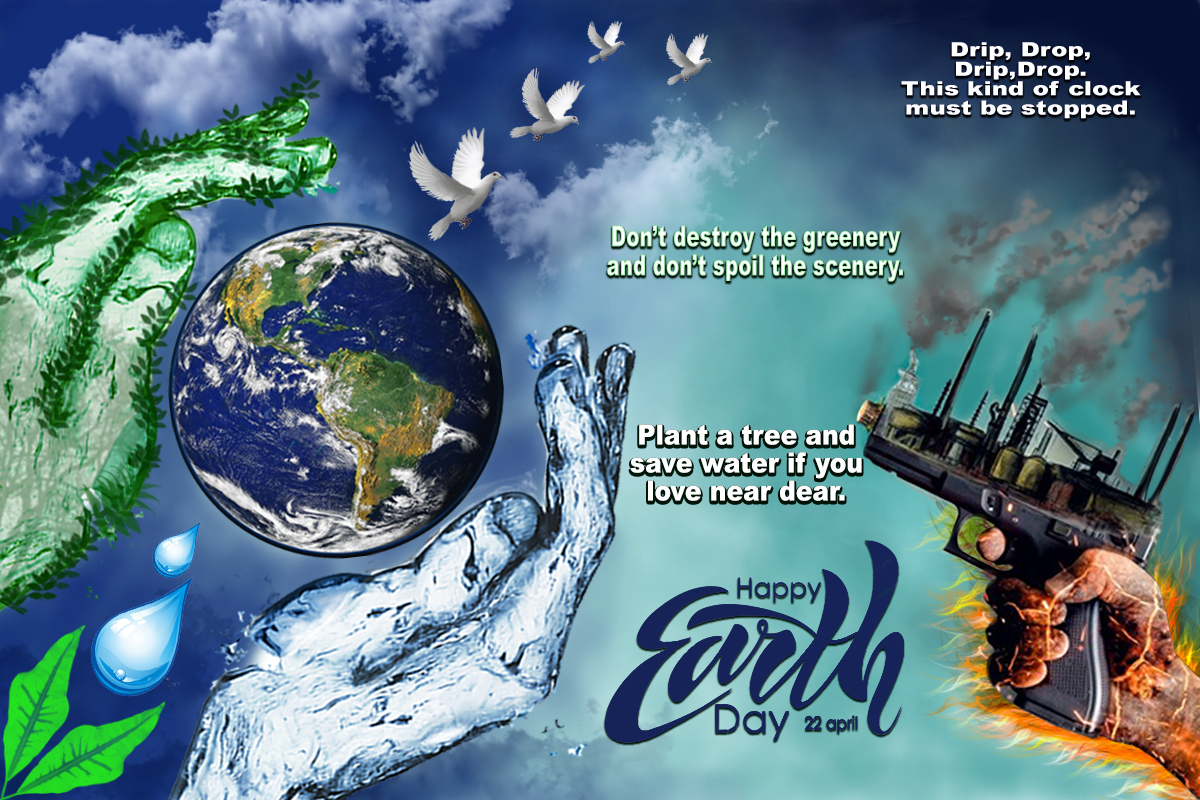 Drip, Drop,
Drip,Drop.
This kind of clock
must be stopped.
Don't destroy the greenery
and don't spoil the scenery.
Plant a tree and
save water if you
love near dear.
Happy
Earth
Day 22 april